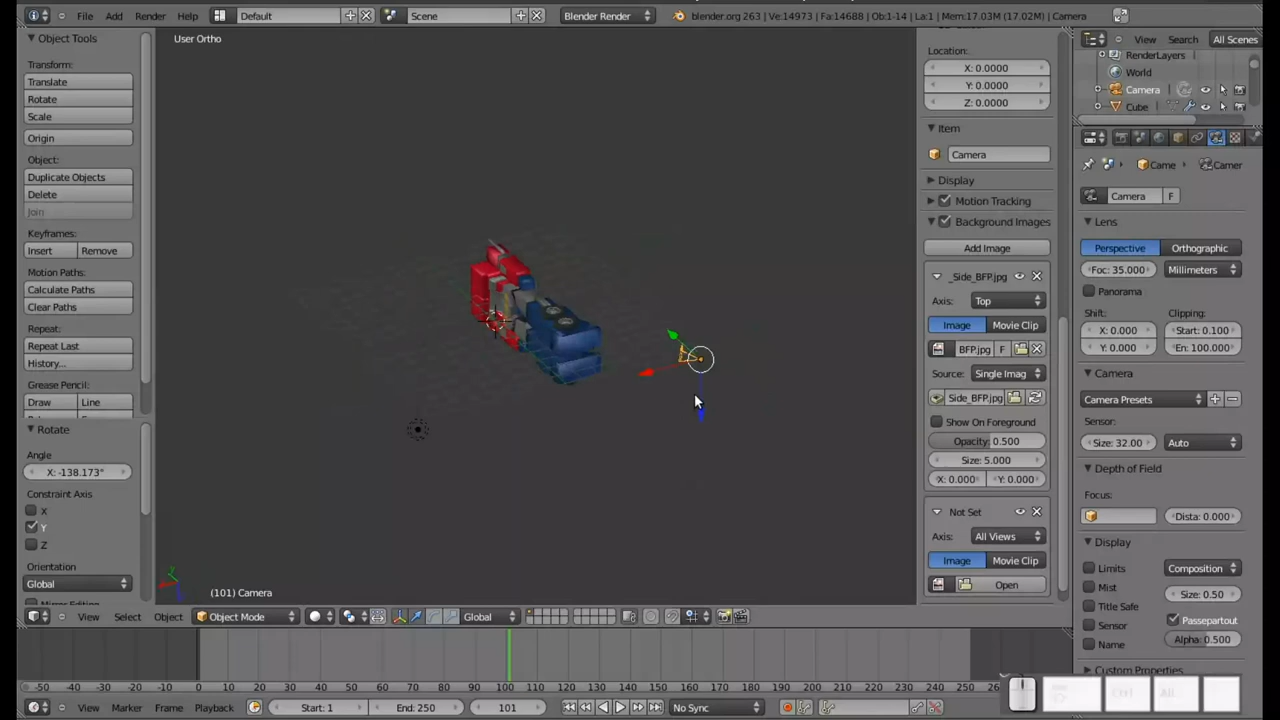 File Add Render Help Default Scene Blender Render blender.org 263 | Ve:14973 | Fa:14688 | Ob:1-14 | La:1 | Mem:17.03M (17.02M) | Camera
Object Tools
Transform:
Translate
Rotate
Scale
Origin
Object:
Duplicate Objects
Delete
Join
Keyframes:
Insert Remove
Motion Paths:
Calculate Paths
Clear Paths
Repeat:
Repeat Last
History...
Grease Pencil:
Draw Line
Rotate
Angle
X: -138.173°
Constraint Axis
X
Y
Z
Orientation
Global
User Ortho
(101) Camera
Location:
X: 0.0000
Y: 0.0000
Z: 0.0000
Item
Camera
Display
Motion Tracking
Background Images
Add Image
_Side_BFP.jpg
Axis: Top
Image Movie Clip
BFP.jpg F
Source: Single Imag
Side_BFP.jpg
Show On Foreground
Opacity: 0.500
Size: 5.000
X: 0.000 Y: 0.000
Not Set
Axis: All Views
Image Movie Clip
Open
View Search All Scenes
RenderLayers
World
Camera
Cube
Came Camer
Camera F
Lens
Perspective Orthographic
Foc: 35.000 Millimeters
Panorama
Shift: Clipping:
X: 0.000 Start: 0.100
Y: 0.000 En: 100.000
Camera
Camera Presets
Sensor:
Size: 32.00 Auto
Depth of Field
Focus:
Dista: 0.000
Display
Limits Composition
Mist Size: 0.50
Title Safe Passepartout
Sensor Alpha: 0.500
Name
Custom Properties
View Select Object Object Mode Global
-50 -40 -30 -20 -10 0 10 20 30 40 50 60 70 80 90 100 110 120 130 140 150 160 170 180 190 200 210 220 230 240 250
View Marker Frame Playback Start: 1 End: 250 101 No Sync
Ctrl Alt